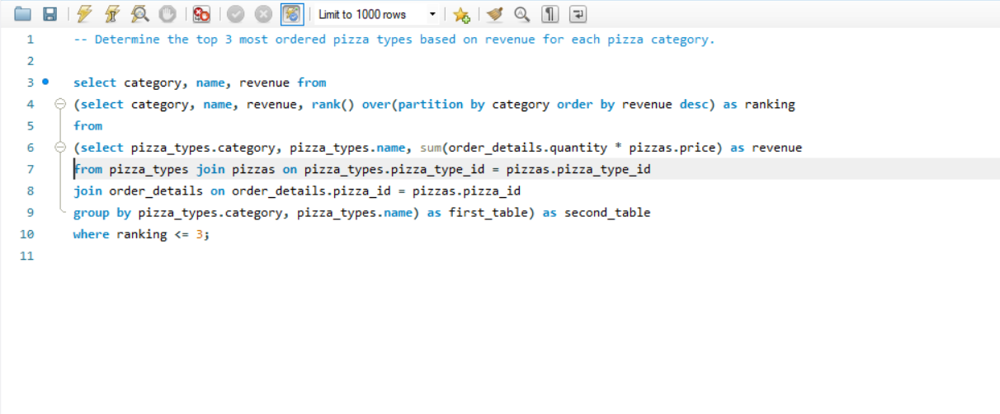 Limit to 1000 rows
1 -- Determine the top 3 most ordered pizza types based on revenue for each pizza category.
2
3 select category, name, revenue from
4 (select category, name, revenue, rank() over(partition by category order by revenue desc) as ranking
5 from
6 (select pizza_types.category, pizza_types.name, sum(order_details.quantity * pizzas.price) as revenue
7 from pizza_types join pizzas on pizza_types.pizza_type_id = pizzas.pizza_type_id
8 join order_details on order_details.pizza_id = pizzas.pizza_id
9 group by pizza_types.category, pizza_types.name) as first_table) as second_table
10 where ranking <= 3;
11